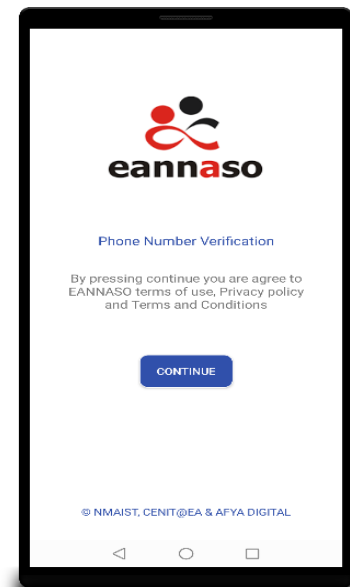 eannaso
Phone Number Verification
By pressing continue you are agree to
EANNASO terms of use, Privacy policy
and Terms and Conditions
CONTINUE
© NMAIST, CENIT@EA & AFYA DIGITAL